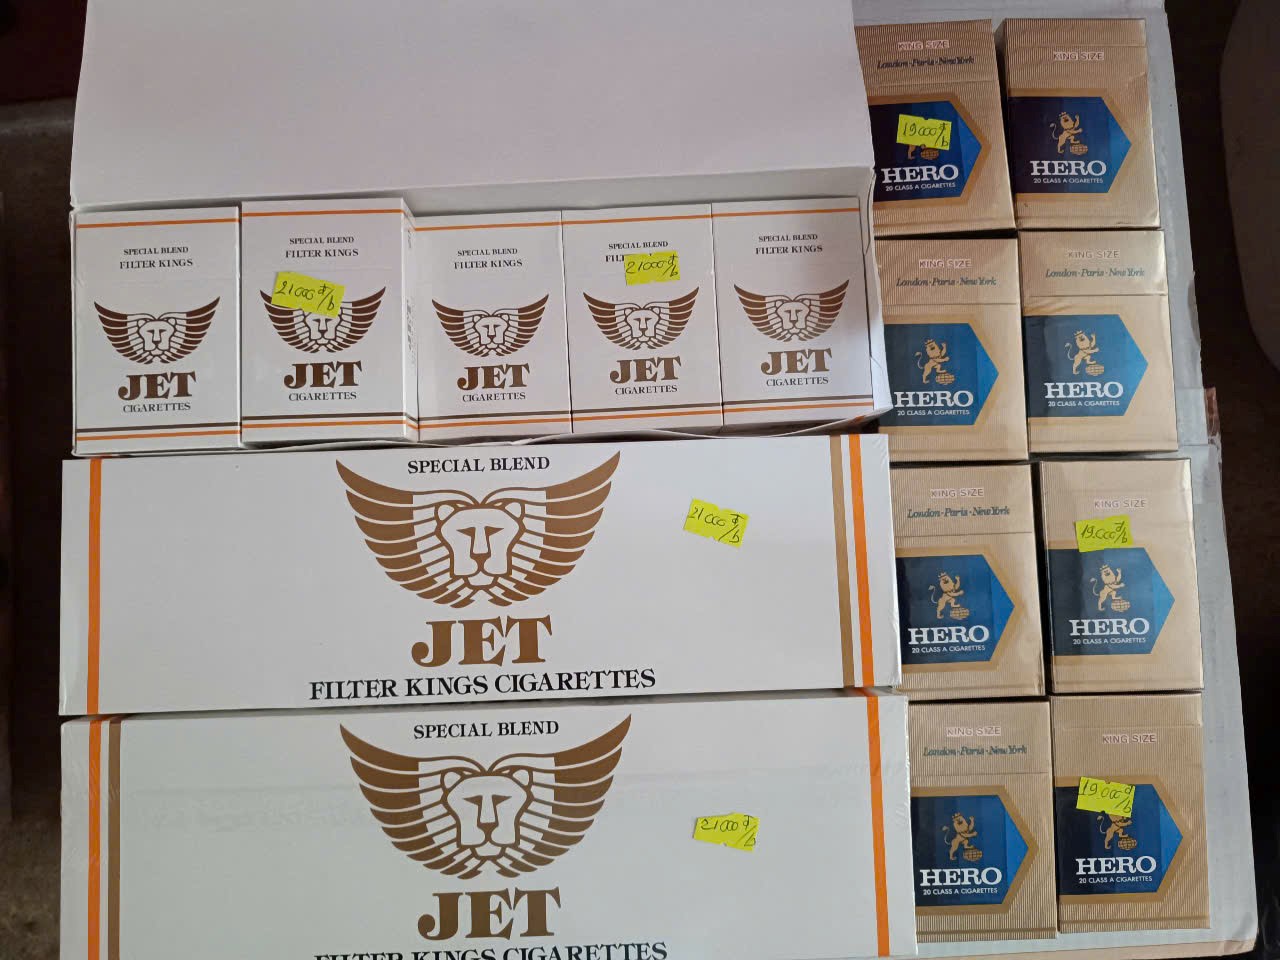 SPECIAL BLEND
FILTER KINGS
JET
CIGARETTES
SPECIAL BLEND
FILTER KINGS
21000đ/b
JET
CIGARETTES
SPECIAL BLEND
FILTER KINGS
JET
CIGARETTES
SPECIAL BLEND
21000đ/b
JET
CIGARETTES
SPECIAL BLEND
FILTER KINGS
JET
CIGARETTES
SPECIAL BLEND
21000đ/b
JET
FILTER KINGS CIGARETTES
SPECIAL BLEND
21000đ/b
JET
FILTER KINGS CIGARETTES
KING SIZE
London-Paris-New York
19000đ/b
HERO
20 CLASS A CIGARETTES
KING SIZE
HERO
20 CLASS A CIGARETTES
KING SIZE
London-Paris-New York
HERO
20 CLASS A CIGARETTES
KING SIZE
London-Paris-New York
HERO
20 CLASS A CIGARETTES
KING SIZE
London-Paris-New York
HERO
20 CLASS A CIGARETTES
KING SIZE
19.000đ/b
HERO
20 CLASS A CIGARETTES
KING SIZE
London-Paris-New York
HERO
20 CLASS A CIGARETTES
KING SIZE
19000đ/b
HERO
20 CLASS A CIGARETTES